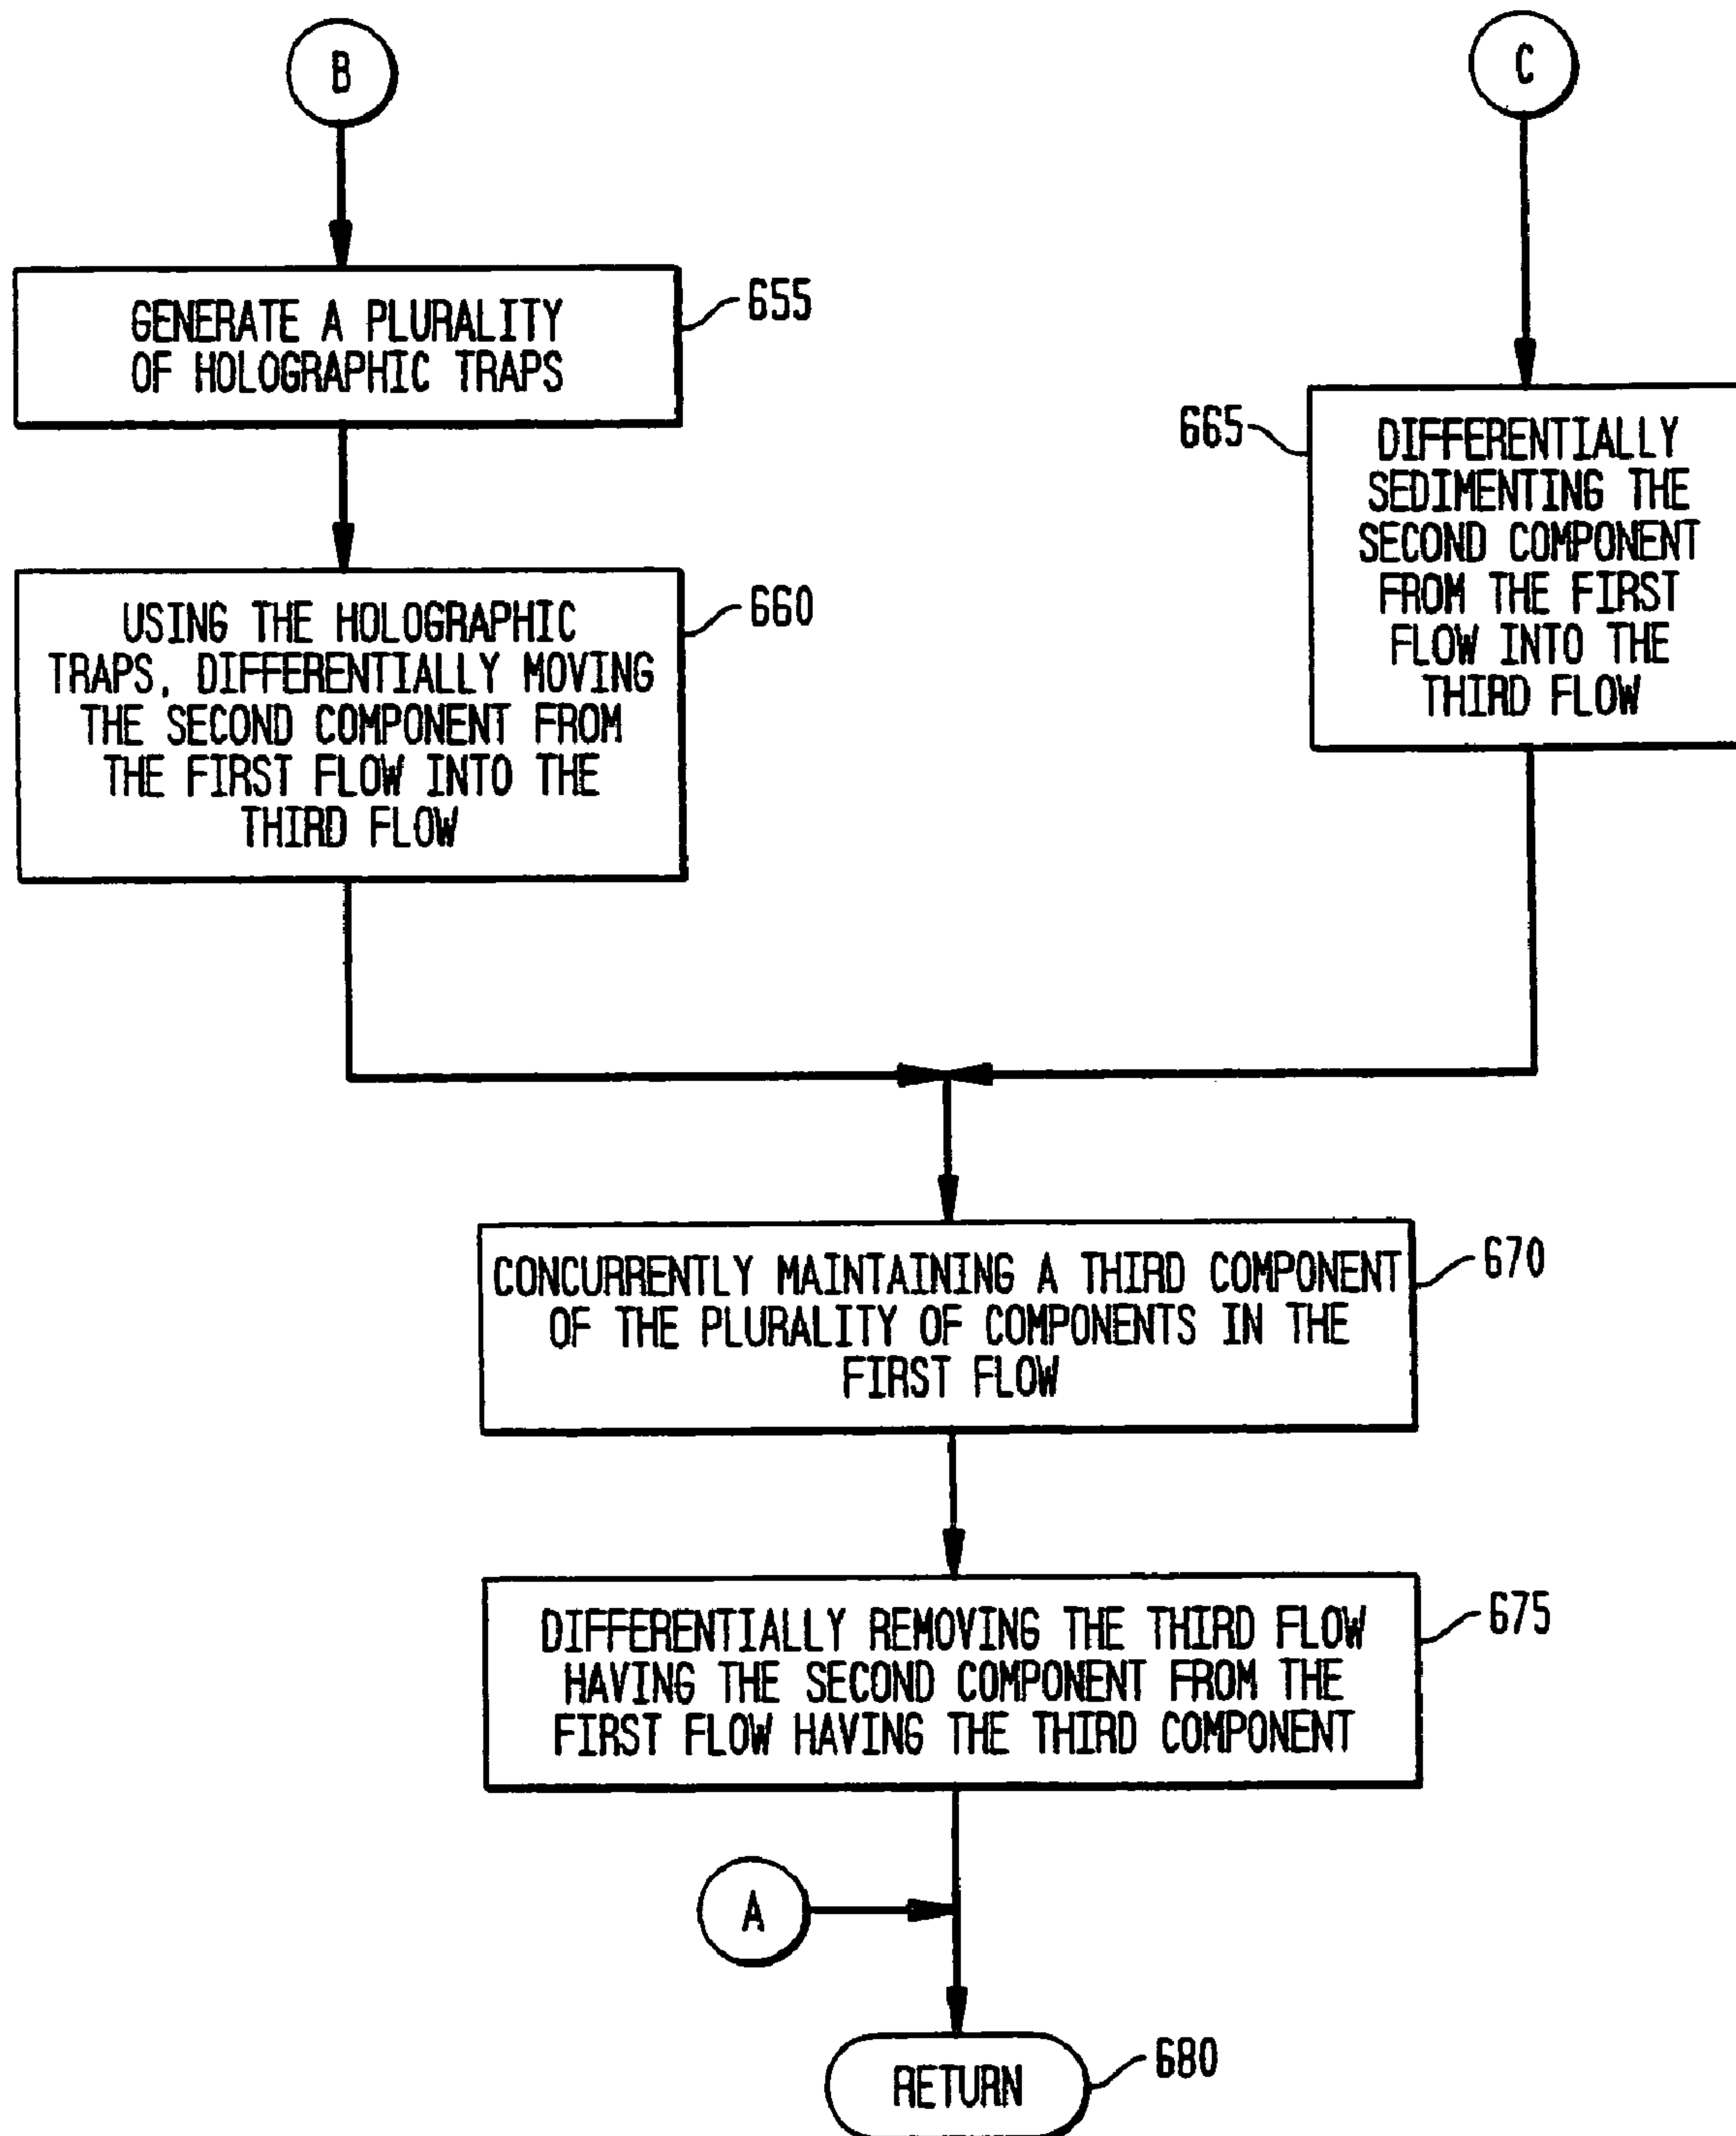 B
C
GENERATE A PLURALITY
OF HOLOGRAPHIC TRAPS
655
USING THE HOLOGRAPHIC
TRAPS, DIFFERENTIALLY MOVING
THE SECOND COMPONENT FROM
THE FIRST FLOW INTO THE
THIRD FLOW
660
665
DIFFERENTIALLY
SEDIMENTING THE
SECOND COMPONENT
FROM THE FIRST
FLOW INTO THE
THIRD FLOW
CONCURRENTLY MAINTAINING A THIRD COMPONENT
OF THE PLURALITY OF COMPONENTS IN THE
FIRST FLOW
670
DIFFERENTIALLY REMOVING THE THIRD FLOW
HAVING THE SECOND COMPONENT FROM THE
FIRST FLOW HAVING THE THIRD COMPONENT
675
A
RETURN
680